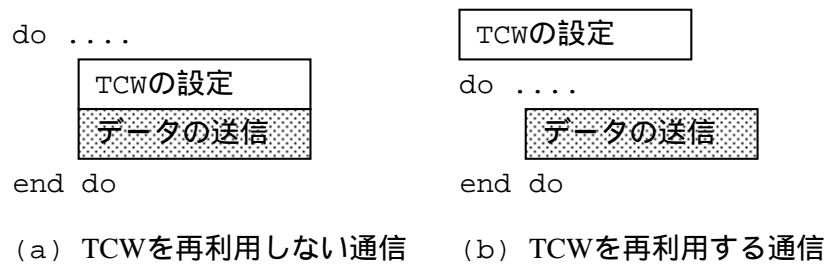 do ....
TCWの設定
データの送信
end do
(a) TCWを再利用しない通信
TCWの設定
do ....
データの送信
end do
(b) TCWを再利用する通信